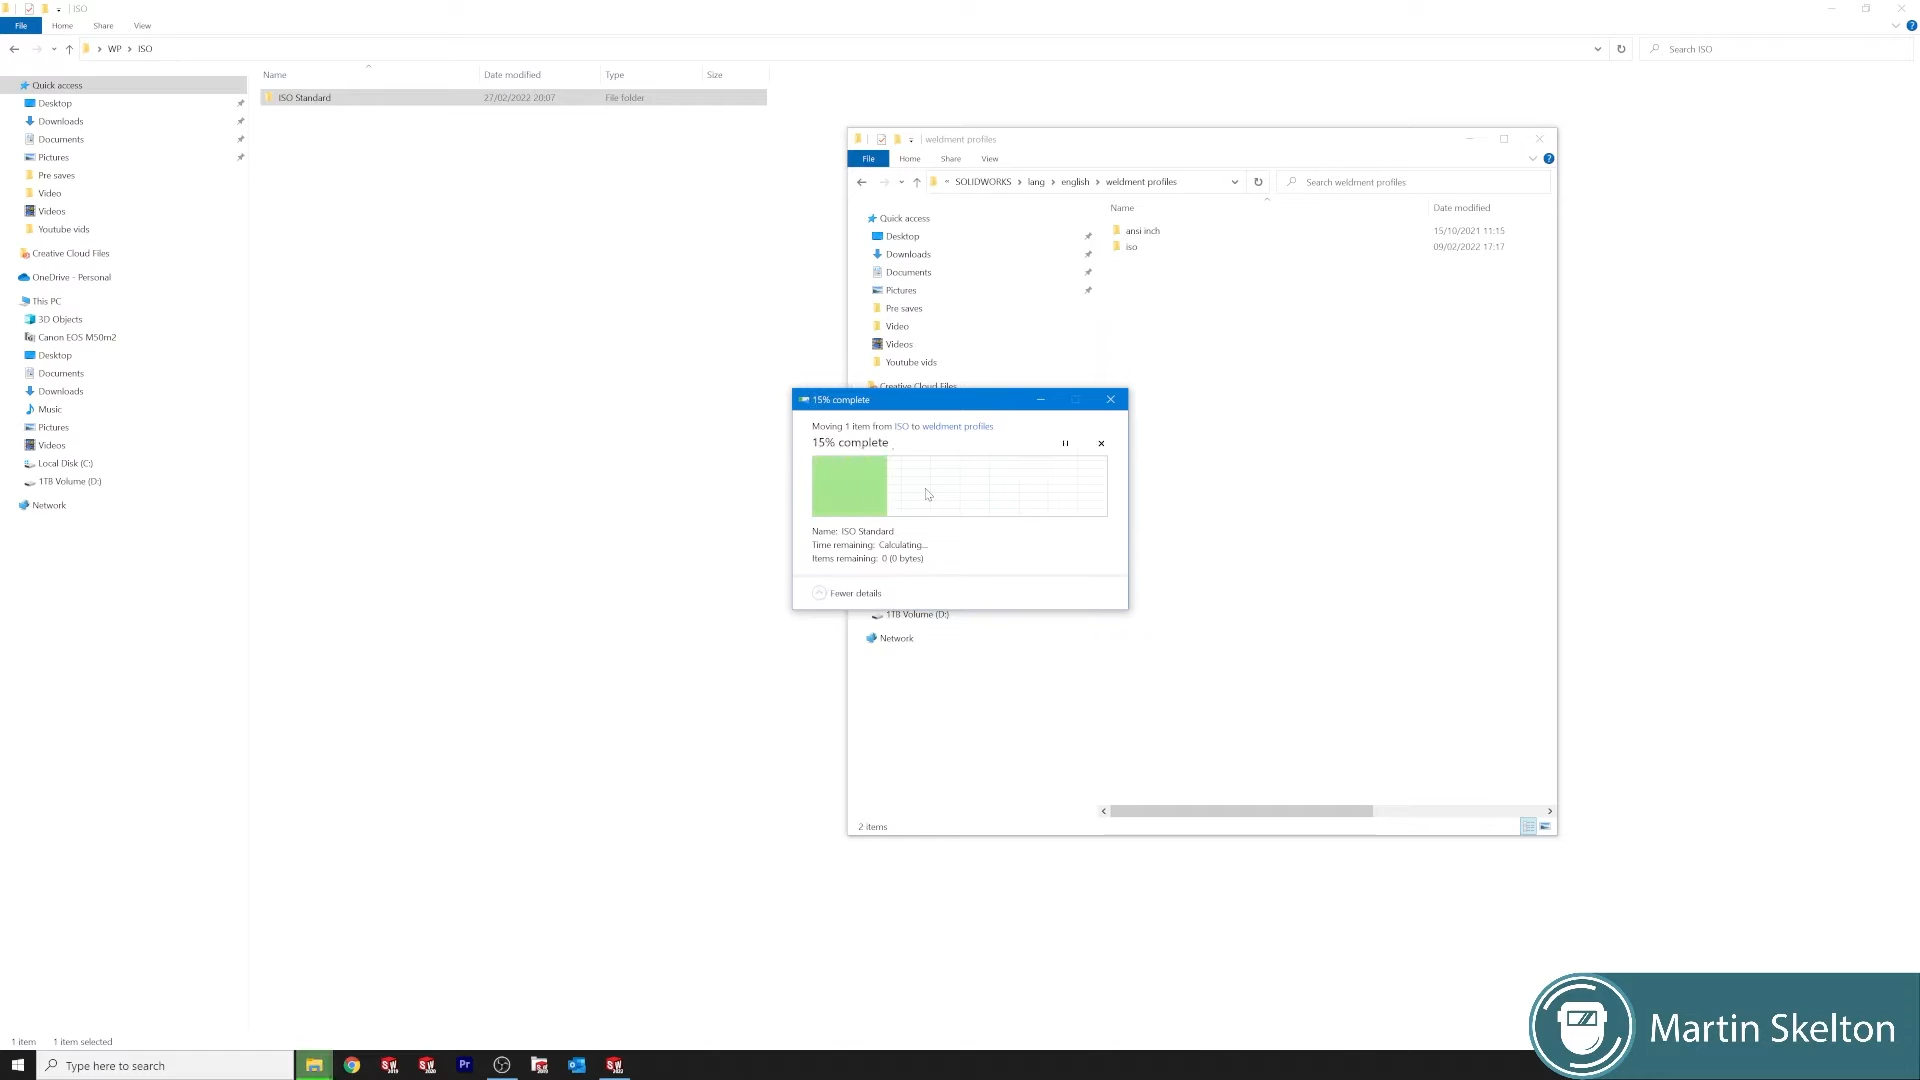 ISO
File
Home
Share
View
WP
ISO
Search ISO
Name
Date modified
Type
Size
ISO Standard
27/02/2022 20:07
File folder
Quick access
Desktop
Downloads
Documents
Pictures
Pre saves
Video
Videos
Youtube vids
Creative Cloud Files
OneDrive - Personal
This PC
3D Objects
Canon EOS M50m2
Desktop
Documents
Downloads
Music
Pictures
Videos
Local Disk (C:)
1TB Volume (D:)
Network
1 item
1 item selected
weldment profiles
File
Home
Share
View
« SOLIDWORKS > lang > english > weldment profiles
Search weldment profiles
Name
Date modified
ansi inch
15/10/2021 11:15
iso
09/02/2022 17:17
Quick access
Desktop
Downloads
Documents
Pictures
Pre saves
Video
Videos
Youtube vids
Creative Cloud Files
1TB Volume (D:)
Network
2 items
15% complete
Moving 1 item from ISO to weldment profiles
15% complete
Name: ISO Standard
Time remaining: Calculating...
Items remaining: 0 (0 bytes)
Fewer details
Type here to search
Pr
Martin Skelton